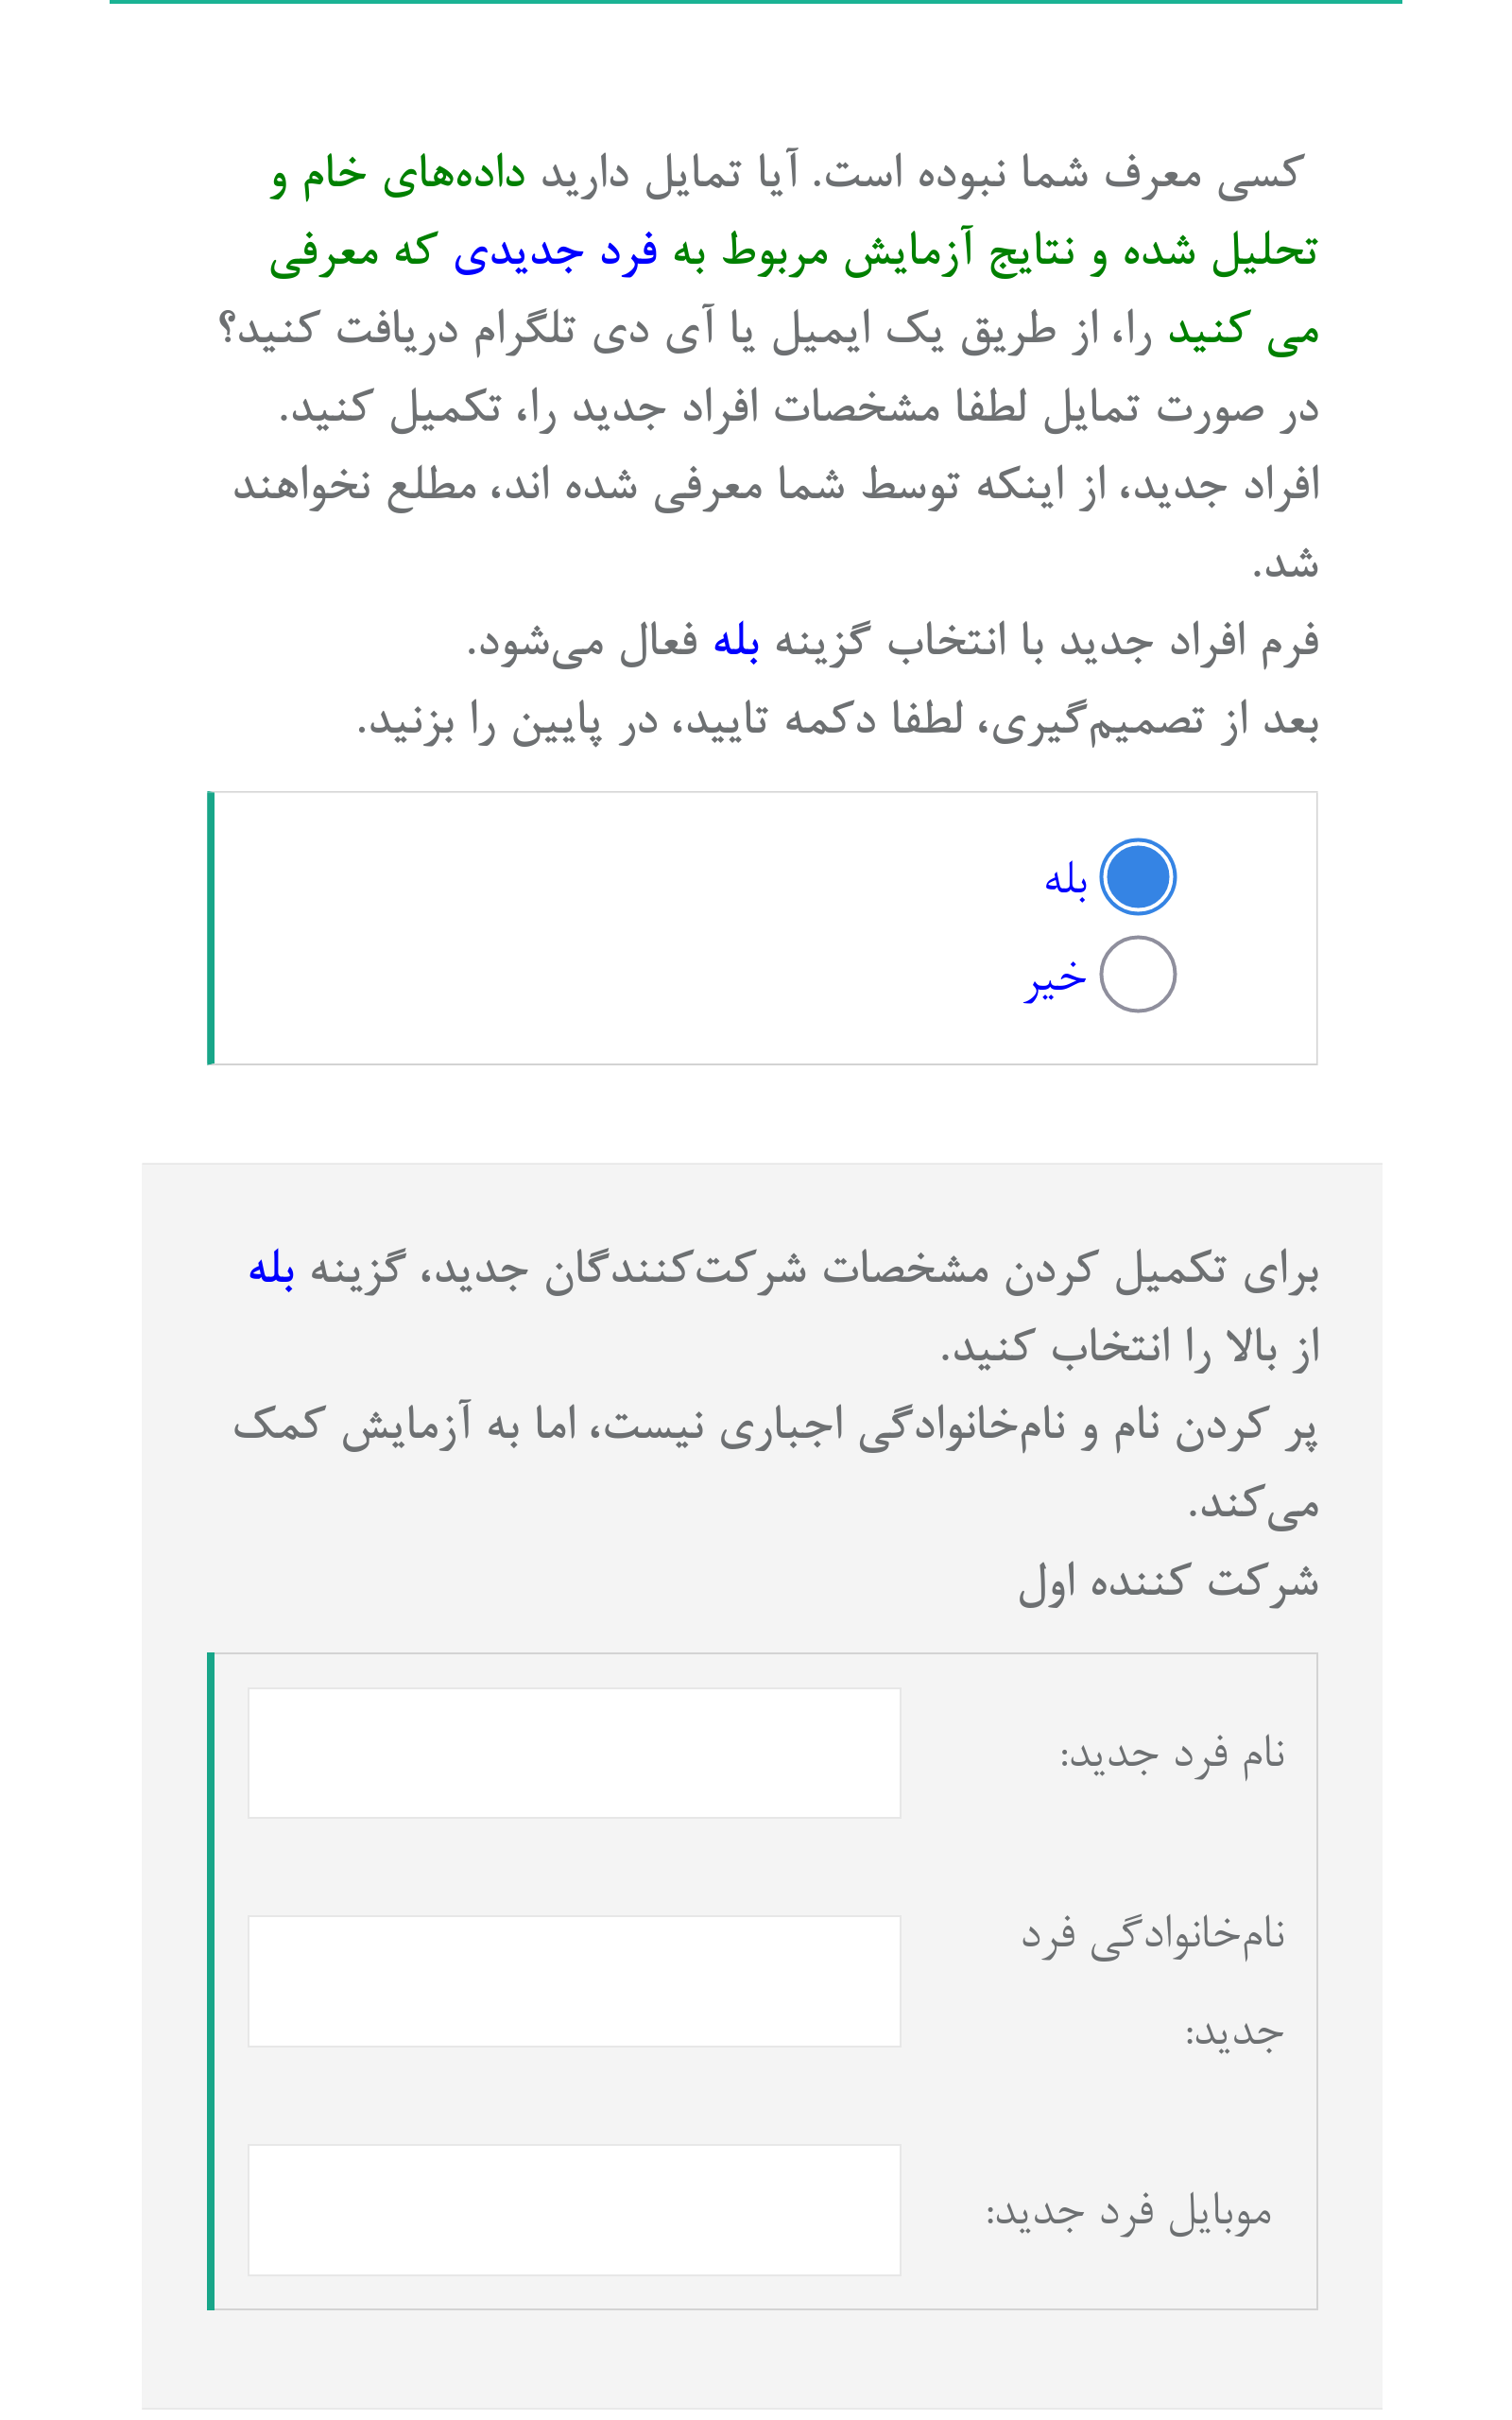 کسی معرف شما نبوده است. آیا تمایل دارید داده‌های خام و
تحلیل شده و نتایج آزمایش مربوط به فرد جدیدی که معرفی
می کنید را، از طریق یک ایمیل یا آی دی تلگرام دریافت کنید؟
در صورت تمایل لطفا مشخصات افراد جدید را، تکمیل کنید.
افراد جدید، از اینکه توسط شما معرفی شده اند، مطلع نخواهند
شد.
فرم افراد جدید با انتخاب گزینه بله فعال می‌شود.
بعد از تصمیم‌گیری، لطفا دکمه تایید، در پایین را بزنید.
بله
خیر
برای تکمیل کردن مشخصات شرکت‌کنندگان جدید، گزینه بله
از بالا را انتخاب کنید.
پر کردن نام و نام‌خانوادگی اجباری نیست، اما به آزمایش کمک
می‌کند.
شرکت کننده اول
نام فرد جدید:
نام‌خانوادگی فرد
جدید:
موبایل فرد جدید: